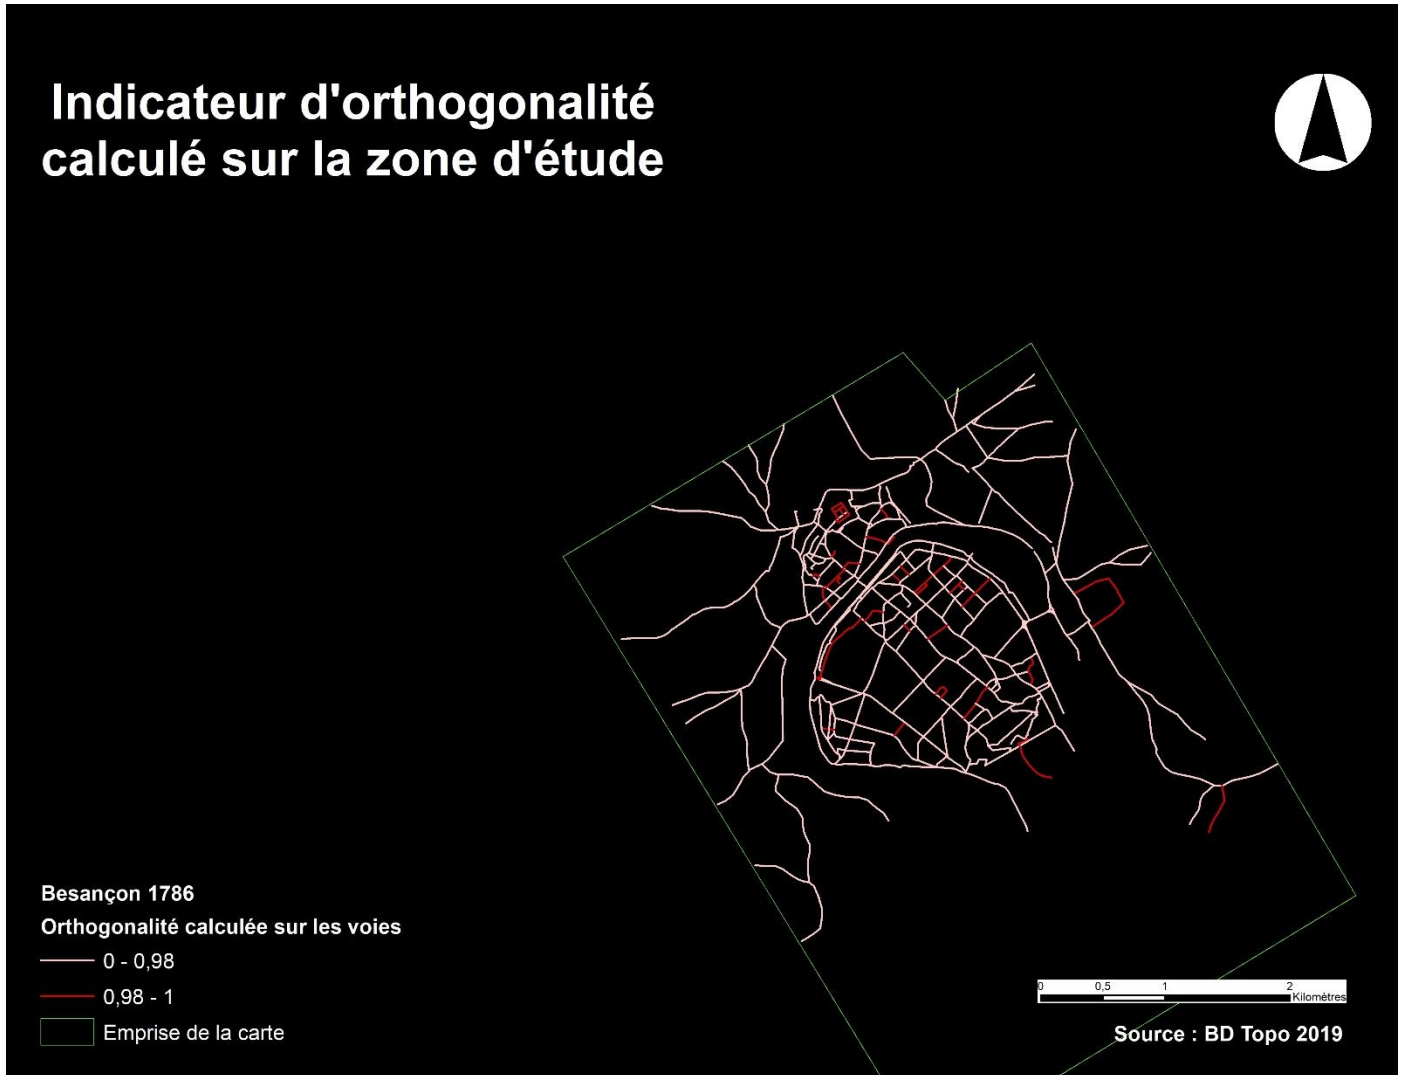 Indicateur d'orthogonalité
calculé sur la zone d'étude
Besançon 1786
Orthogonalité calculée sur les voies
0 - 0,98
0,98 - 1
Emprise de la carte
0 0,5 1 2
Kilomètres
Source : BD Topo 2019